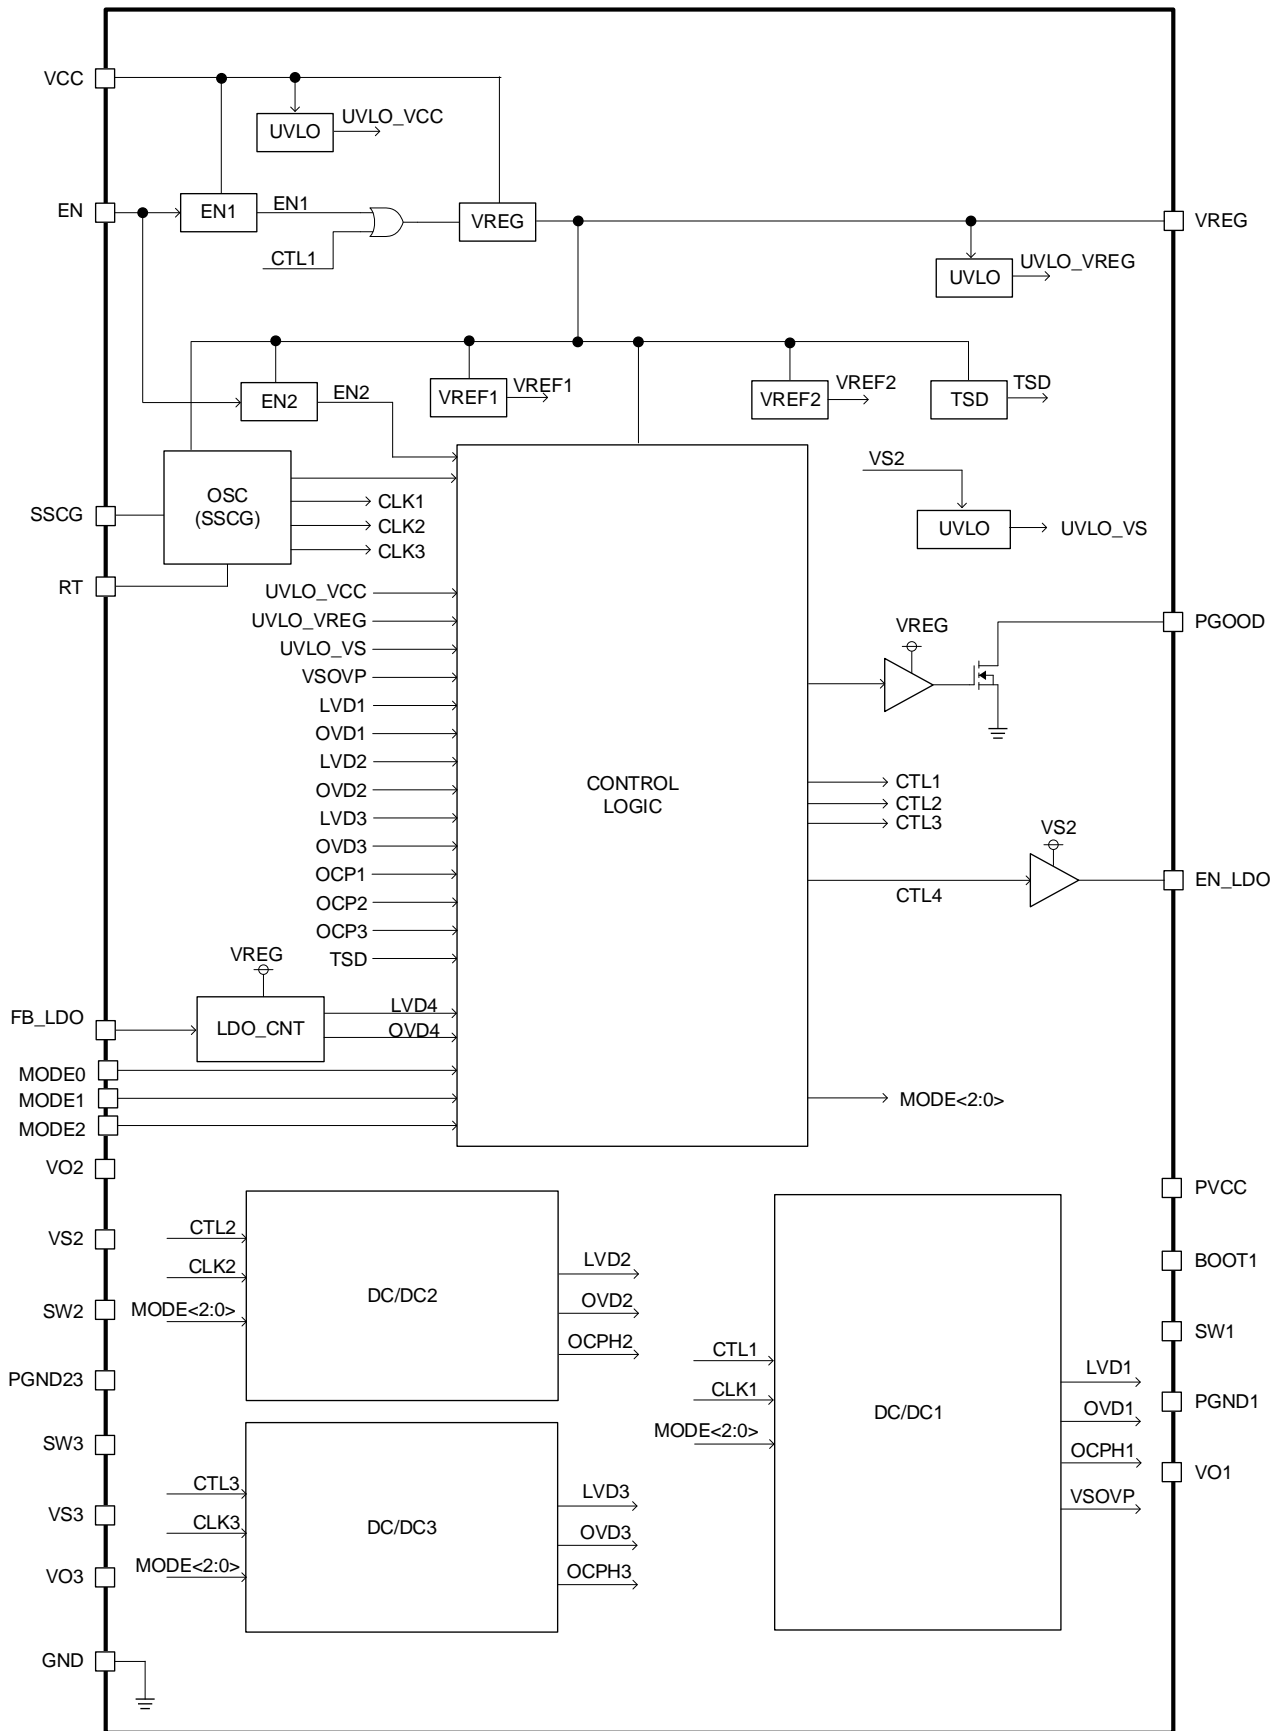 VCC
UVLO
UVLO_VCC
EN
EN1
EN1
CTL1
VREG
VREG
UVLO
UVLO_VREG
EN2
EN2
VREF1
VREF1
VREF2
VREF2
TSD
TSD
SSCG
OSC
(SSCG)
CLK1
CLK2
CLK3
RT
VS2
UVLO
UVLO_VS
UVLO_VCC
UVLO_VREG
UVLO_VS
VSOVP
LVD1
OVD1
LVD2
OVD2
LVD3
OVD3
OCP1
OCP2
OCP3
TSD
CONTROL
LOGIC
VREG
PGOOD
CTL1
CTL2
CTL3
VS2
CTL4
EN_LDO
VREG
FB_LDO
LDO_CNT
LVD4
OVD4
MODE0
MODE1
MODE2
MODE<2:0>
VO2
VS2
SW2
PGND23
SW3
VS3
VO3
GND
CTL2
CLK2
MODE<2:0>
DC/DC2
LVD2
OVD2
OCPH2
CTL3
CLK3
MODE<2:0>
DC/DC3
LVD3
OVD3
OCPH3
CTL1
CLK1
MODE<2:0>
DC/DC1
LVD1
OVD1
OCPH1
VSOVP
PVCC
BOOT1
SW1
PGND1
VO1